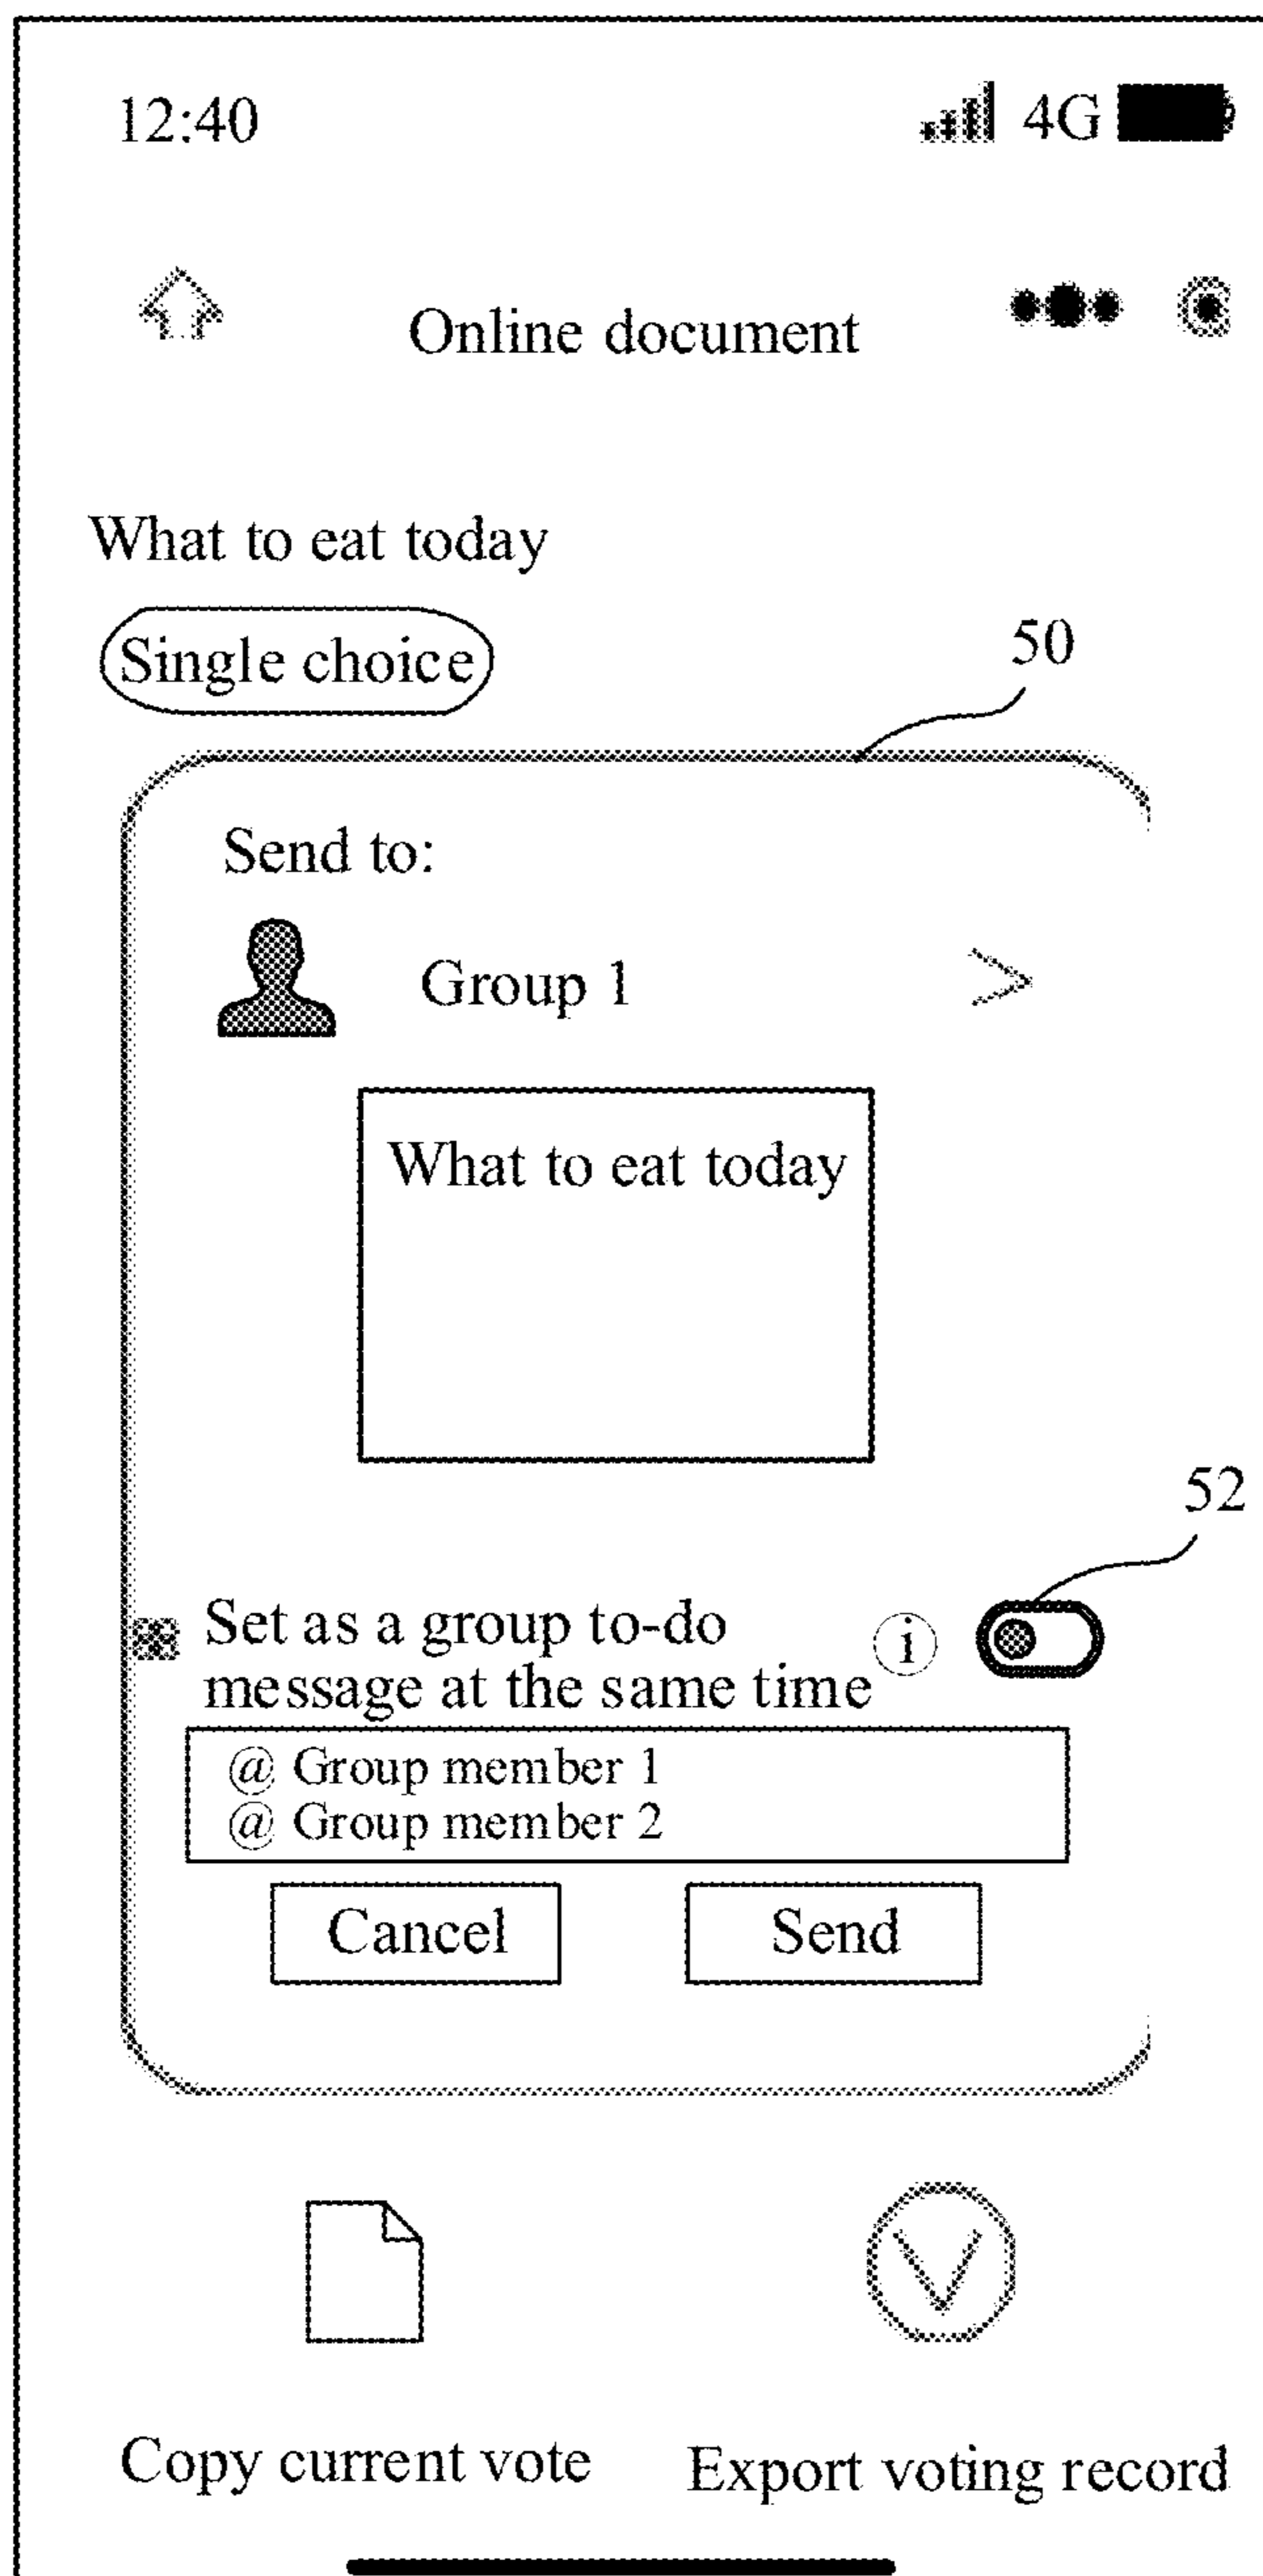 12:40
4G
Online document
What to eat today
Single choice
50
Send to:
Group 1
What to eat today
52
Set as a group to-do
message at the same time
i
@ Group member 1
@ Group member 2
Cancel
Send
Copy current vote
Export voting record